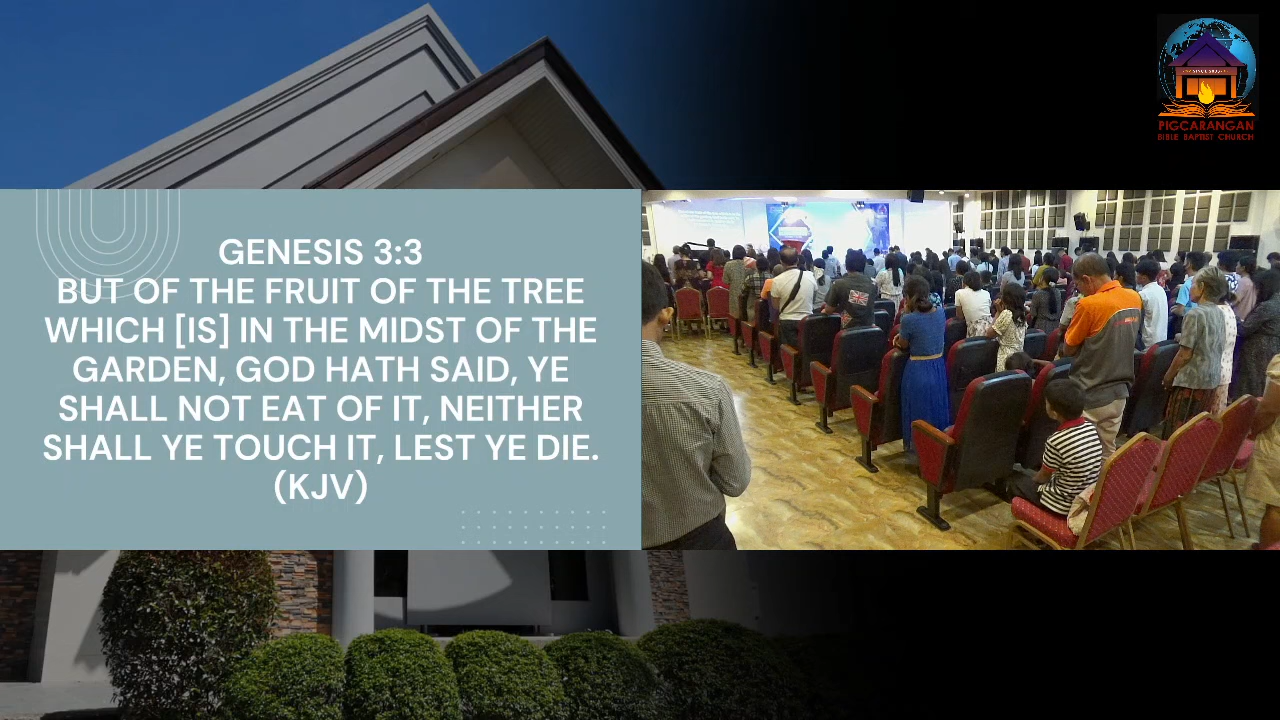 GENESIS 3:3
BUT OF THE FRUIT OF THE TREE
WHICH [IS] IN THE MIDST OF THE
GARDEN, GOD HATH SAID, YE
SHALL NOT EAT OF IT, NEITHER
SHALL YE TOUCH IT, LEST YE DIE.
(KJV)
PIGCARANGAN
BIBLE BAPTIST CHURCH